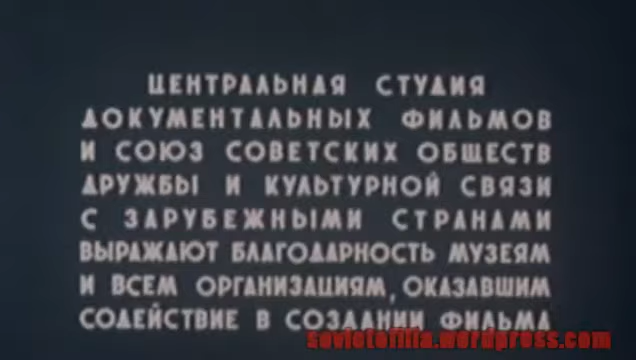 ЦЕНТРАЛЬНАЯ СТУДИЯ
ДОКУМЕНТАЛЬНЫХ ФИЛЬМОВ
И СОЮЗ СОВЕТСКИХ ОБЩЕСТВ
ДРУЖБЫ И КУЛЬТУРНОЙ СВЯЗИ
С ЗАРУБЕЖНЫМИ СТРАНАМИ
ВЫРАЖАЮТ БЛАГОДАРНОСТЬ МУЗЕЯМ
И ВСЕМ ОРГАНИЗАЦИЯМ, ОКАЗАВШИМ
СОДЕЙСТВИЕ В СОЗДАНИИ ФИЛЬМА
sovietofilia.wordpress.com